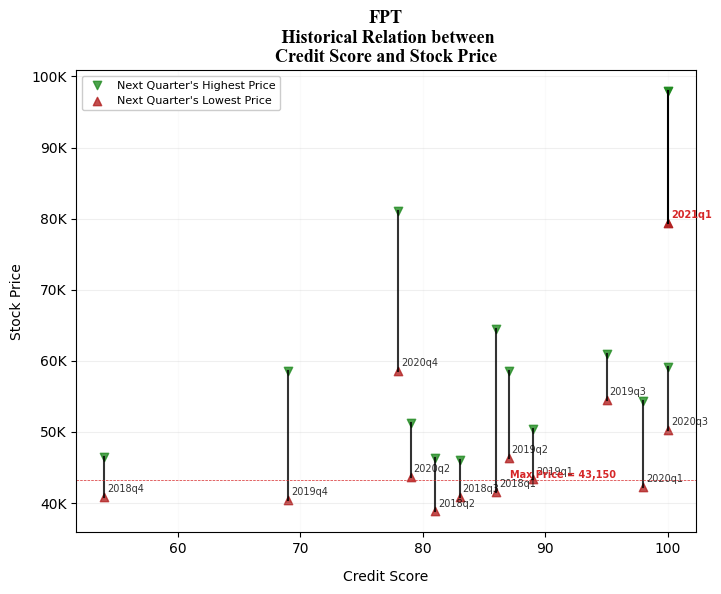 FPT
Historical Relation between
Credit Score and Stock Price
Next Quarter's Highest Price
Next Quarter's Lowest Price
100K
90K
80K
70K
60K
50K
40K
Stock Price
2021q1
2020q4
2019q3
2020q3
2019q2
2020q2
2019q1
Max Price = 43,150
2018q4
2019q4
2018q3
2018q2
2018q1
2020q1
60
70
80
90
100
Credit Score